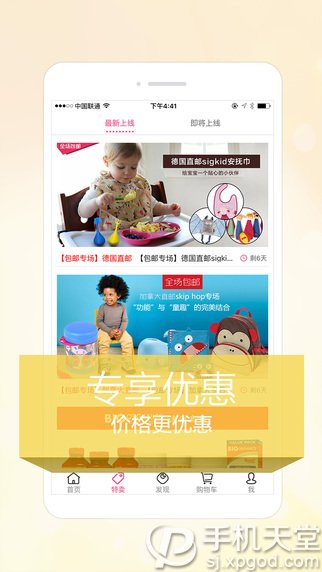 中国联通
下午4:41
最新上线
即将上线
全场包邮
德国直邮sigkid安抚巾
给宝宝一个贴心的小伙伴
【包邮专场】德国直邮 【包邮专场】德国直邮sigki...
剩6天
全场包邮
加拿大直邮skip hop专场
“功能”与“童趣”的完美结合
剩6天
专享优惠
价格更优惠
首页
特卖
发现
购物车
我
手机天堂
sj.xpgod.com